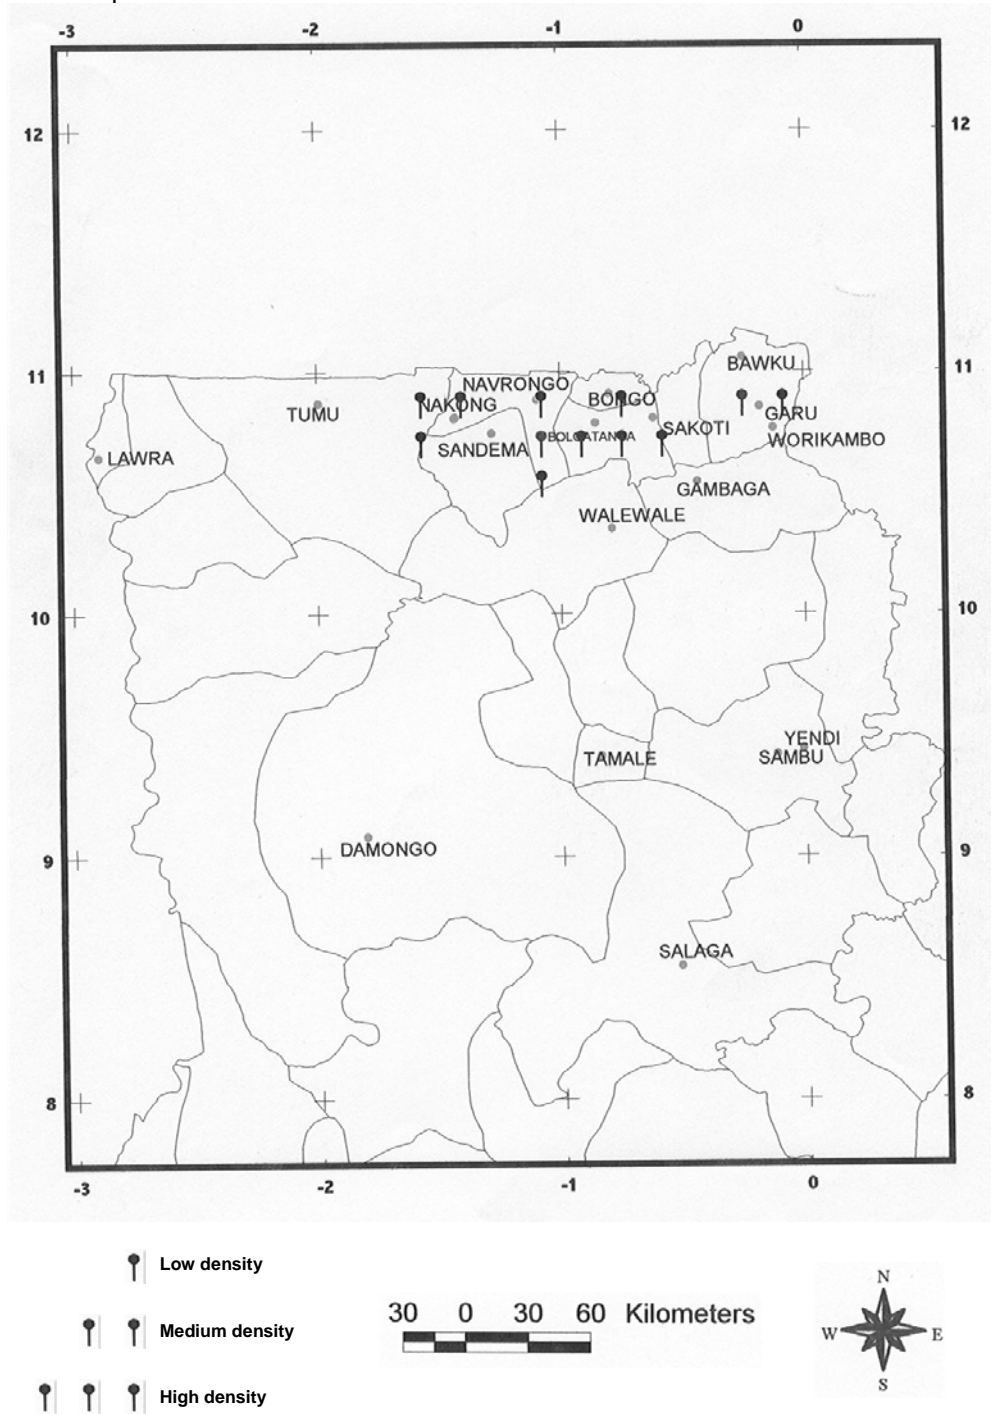 -3 -2 -1 0
12 12
11 11
BAWKU
NAVRONGO
NAKONG BONGO
TUMU GARU
SAKOTI
WORIKAMBO
SANDEMA BOLGATANGA
LAWRA
GAMBAGA
WALEWALE
10 10
YENDI
TAMALE SAMBU
DAMONGO
9 9
SALAGA
8 8
-3 -2 -1 0
Low density
Medium density
High density
30 0 30 60 Kilometers
N
W E
S